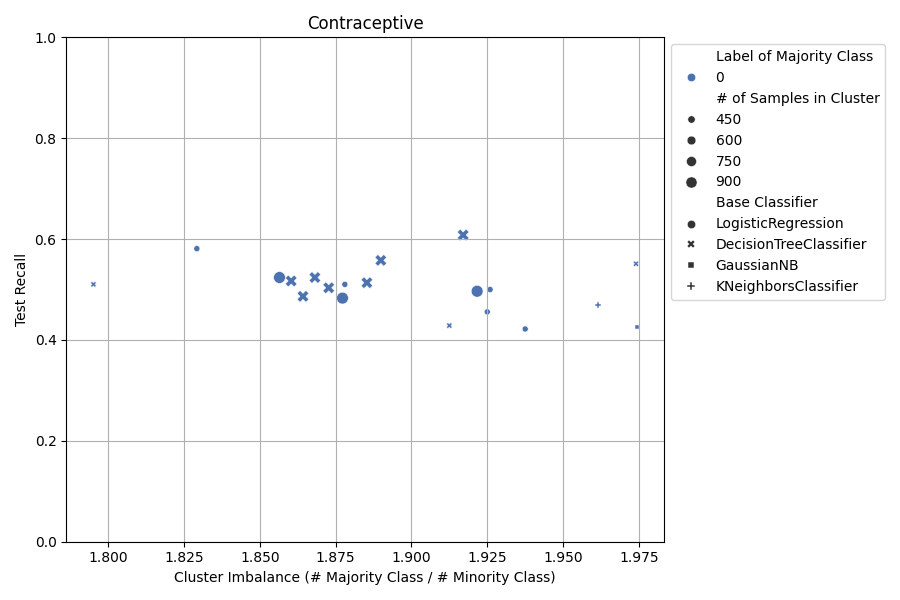 Contraceptive
1.0
0.8
0.6
0.4
0.2
0.0
Test Recall
1.800
1.825
1.850
1.875
1.900
1.925
1.950
1.975
Cluster Imbalance (# Majority Class / # Minority Class)
Label of Majority Class
0
# of Samples in Cluster
450
600
750
900
Base Classifier
LogisticRegression
DecisionTreeClassifier
GaussianNB
KNeighborsClassifier